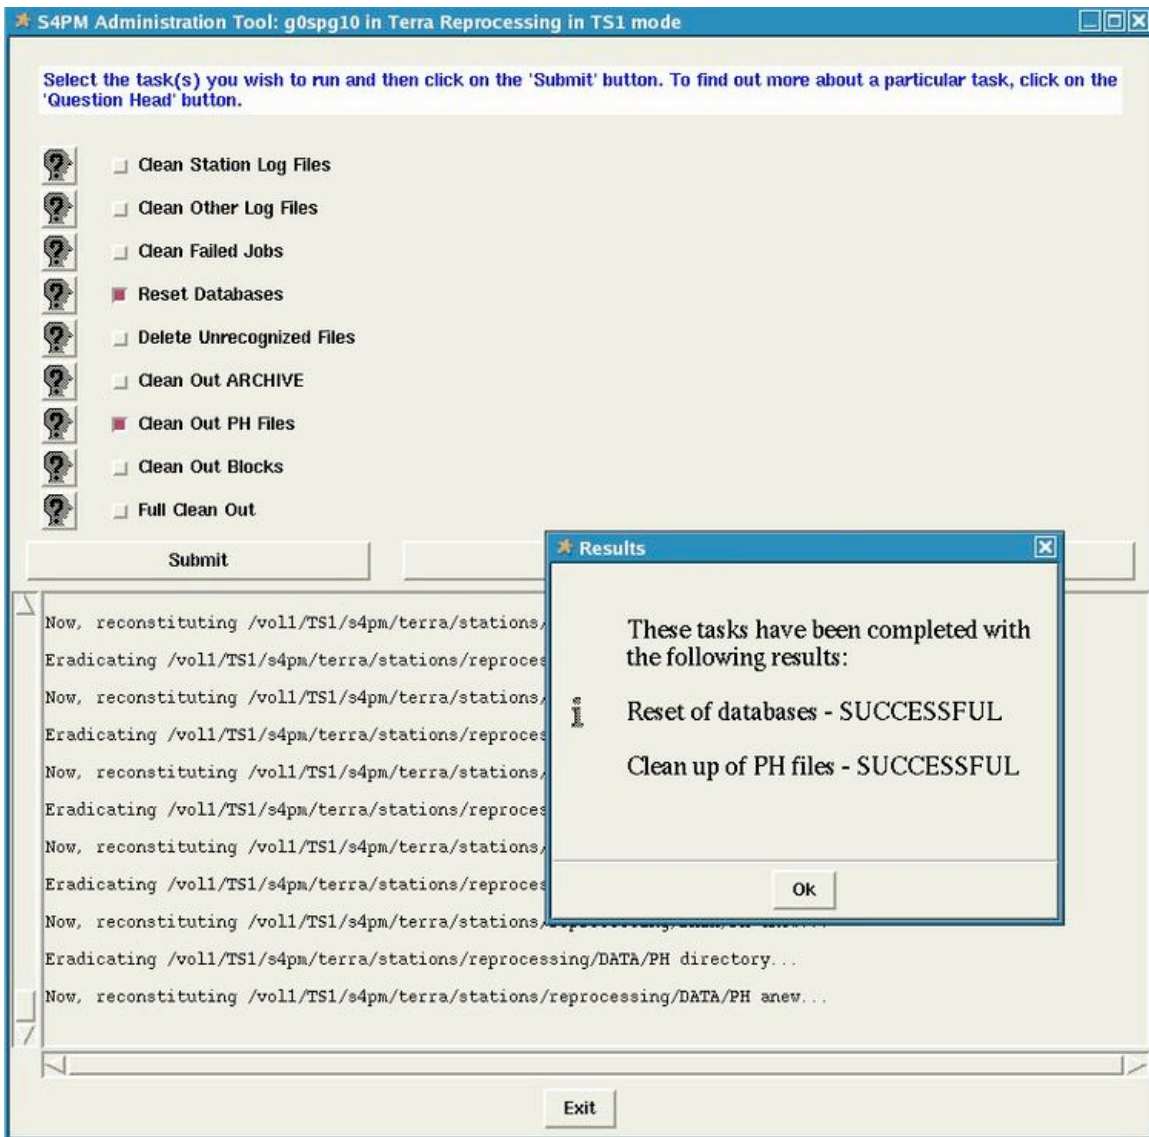 S4PM Administration Tool: g0spg10 in Terra Reprocessing in TS1 mode
Select the task(s) you wish to run and then click on the 'Submit' button. To find out more about a particular task, click on the
'Question Head' button.
Clean Station Log Files
Clean Other Log Files
Clean Failed Jobs
Reset Databases
Delete Unrecognized Files
Clean Out ARCHIVE
Clean Out PH Files
Clean Out Blocks
Full Clean Out
Submit
Now, reconstituting /vol1/TS1/s4pm/terra/stations/
Eradicating /vol1/TS1/s4pm/terra/stations/reproces
Now, reconstituting /vol1/TS1/s4pm/terra/stations/
Eradicating /vol1/TS1/s4pm/terra/stations/reproces
Now, reconstituting /vol1/TS1/s4pm/terra/stations/
Eradicating /vol1/TS1/s4pm/terra/stations/reproces
Now, reconstituting /vol1/TS1/s4pm/terra/stations/
Eradicating /vol1/TS1/s4pm/terra/stations/reproces
Now, reconstituting /vol1/TS1/s4pm/terra/stations/
Eradicating /vol1/TS1/s4pm/terra/stations/reprocessing/DATA/PH directory...
Now, reconstituting /vol1/TS1/s4pm/terra/stations/reprocessing/DATA/PH anew...
Results
These tasks have been completed with
the following results:
Reset of databases - SUCCESSFUL
Clean up of PH files - SUCCESSFUL
Ok
Exit